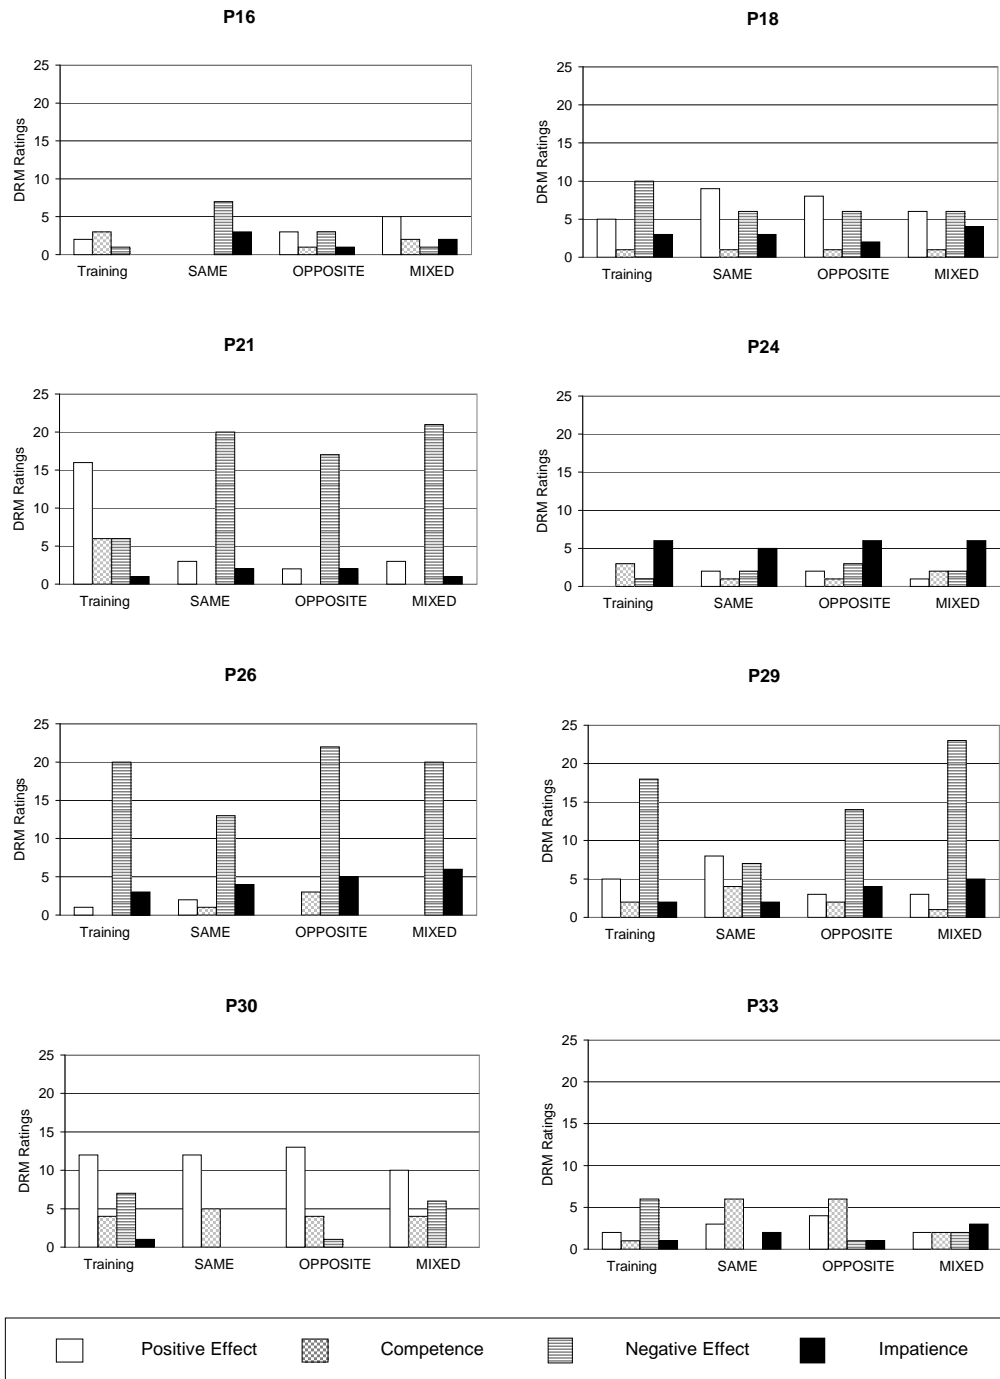 P16
25
20
15
10
5
0
DRM Ratings
Training SAME OPPOSITE MIXED
P18
25
20
15
10
5
0
DRM Ratings
Training SAME OPPOSITE MIXED
P21
25
20
15
10
5
0
DRM Ratings
Training SAME OPPOSITE MIXED
P24
25
20
15
10
5
0
DRM Ratings
Training SAME OPPOSITE MIXED
P26
25
20
15
10
5
0
DRM Ratings
Training SAME OPPOSITE MIXED
P29
25
20
15
10
5
0
DRM Ratings
Training SAME OPPOSITE MIXED
P30
25
20
15
10
5
0
DRM Ratings
Training SAME OPPOSITE MIXED
P33
25
20
15
10
5
0
DRM Ratings
Training SAME OPPOSITE MIXED
Positive Effect Competence Negative Effect Impatience